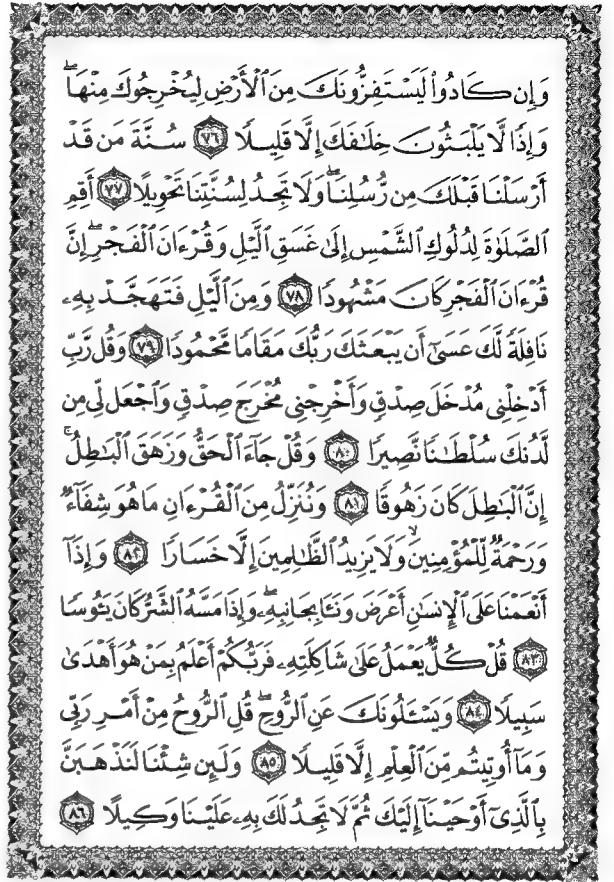 وَإِن كَادُواْ لَيَسْتَفِزُّونَكَ مِنَ ٱلْأَرْضِ لِيُخْرِجُوكَ مِنْهَاۖ
وَإِذًا لَّا يَلْبَثُونَ خِلَٰفَكَ إِلَّا قَلِيلًا ٧٦ سُنَّةَ مَن قَدْ
أَرْسَلْنَا قَبْلَكَ مِن رُّسُلِنَاۖ وَلَا تَجِدُ لِسُنَّتِنَا تَحْوِيلًا ٧٧ أَقِمِ
ٱلصَّلَوٰةَ لِدُلُوكِ ٱلشَّمْسِ إِلَىٰ غَسَقِ ٱلَّيْلِ وَقُرْءَانَ ٱلْفَجْرِۖ إِنَّ
قُرْءَانَ ٱلْفَجْرِ كَانَ مَشْهُودًا ٧٨ وَمِنَ ٱلَّيْلِ فَتَهَجَّدْ بِهِۦ
نَافِلَةً لَّكَ عَسَىٰٓ أَن يَبْعَثَكَ رَبُّكَ مَقَامًا مَّحْمُودًا ٧٩ وَقُل رَّبِّ
أَدْخِلْنِى مُدْخَلَ صِدْقٍ وَأَخْرِجْنِى مُخْرَجَ صِدْقٍ وَٱجْعَل لِّى مِن
لَّدُنكَ سُلْطَٰنًا نَّصِيرًا ٨٠ وَقُلْ جَآءَ ٱلْحَقُّ وَزَهَقَ ٱلْبَٰطِلُۚ
إِنَّ ٱلْبَٰطِلَ كَانَ زَهُوقًا ٨١ وَنُنَزِّلُ مِنَ ٱلْقُرْءَانِ مَا هُوَ شِفَآءٌ
وَرَحْمَةٌ لِّلْمُؤْمِنِينَۙ وَلَا يَزِيدُ ٱلظَّٰلِمِينَ إِلَّا خَسَارًا ٨٢ وَإِذَآ
أَنْعَمْنَا عَلَى ٱلْإِنسَٰنِ أَعْرَضَ وَنَـَٔا بِجَانِبِهِۦۖ وَإِذَا مَسَّهُ ٱلشَّرُّ كَانَ يَـُٔوسًا
٨٣ قُلْ كُلٌّ يَعْمَلُ عَلَىٰ شَاكِلَتِهِۦ فَرَبُّكُمْ أَعْلَمُ بِمَنْ هُوَ أَهْدَىٰ
سَبِيلًا ٨٤ وَيَسْـَٔلُونَكَ عَنِ ٱلرُّوحِۖ قُلِ ٱلرُّوحُ مِنْ أَمْرِ رَبِّى
وَمَآ أُوتِيتُم مِّنَ ٱلْعِلْمِ إِلَّا قَلِيلًا ٨٥ وَلَئِن شِئْنَا لَنَذْهَبَنَّ
بِٱلَّذِىٓ أَوْحَيْنَآ إِلَيْكَ ثُمَّ لَا تَجِدُ لَكَ بِهِۦ عَلَيْنَا وَكِيلًا ٨٦